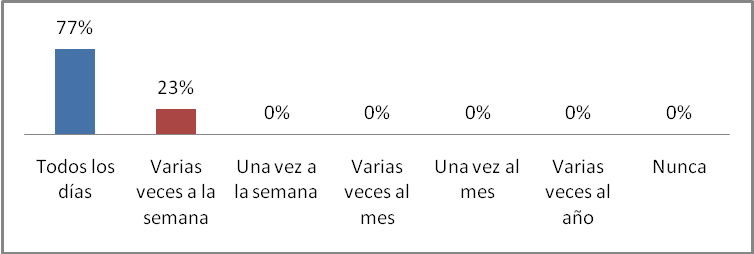 77%
23%
0%
0%
0%
0%
0%
Todos los
días
Varias
veces a la
semana
Una vez a
la semana
Varias
veces al
mes
Una vez al
mes
Varias
veces al
año
Nunca